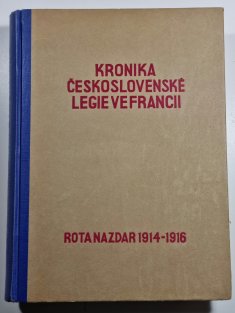 KRONIKA
ČESKOSLOVENSKÉ
LEGIE VE FRANCII
ROTA NAZDAR 1914-1916